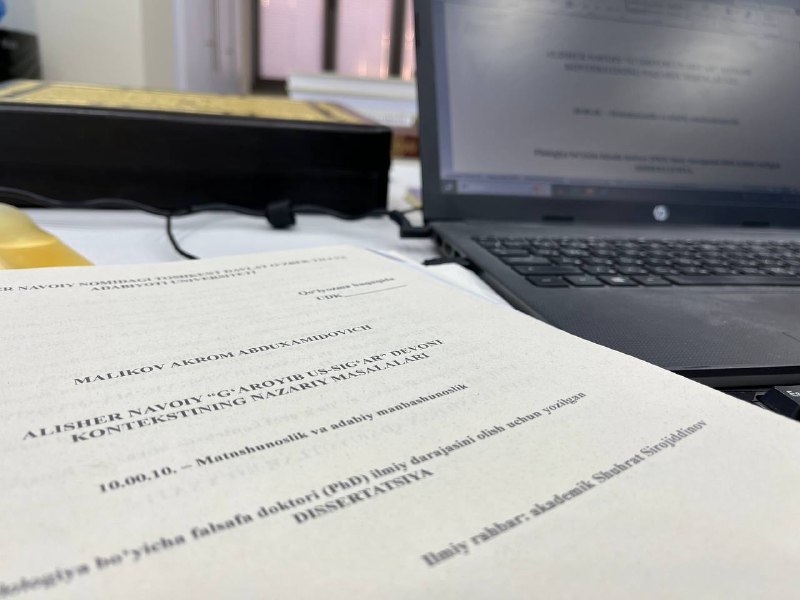 NAVOIY NOMIDAGI TOSHKENT DAVLAT O‘ZBEK TILI
ADABIYOTI UNIVERSITETI
Qo‘lyozma huquqida
CDK
MALIKOV AKROM ABDUXAMIDOVICH
ALISHER NAVOIY “G‘AROYIB US-SIG‘AR” DEVONI
KONTEKSTINING NAZARIY MASALALARI
10.00.10. – Matnshunoslik va adabiy manbashunoslik
bo‘yicha falsafa doktori (PhD) ilmiy darajasini olish uchun yozilgan
DISSERTATSIYA
Ilmiy rahbar: akademik Shuhrat Sirojiddinov
hp